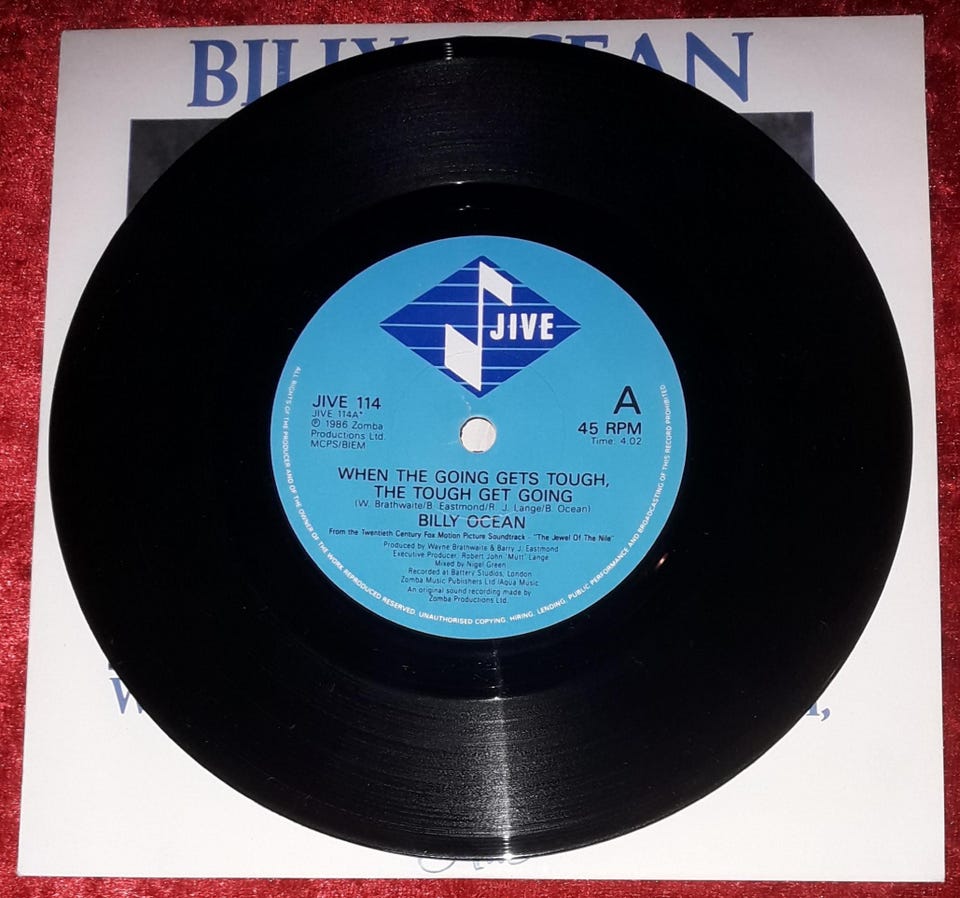 BILLY OCEAN
JIVE
JIVE 114
JIVE 114A*
℗ 1986 Zomba
Productions Ltd.
MCPS/BIEM
A
45 RPM
Time: 4.02
WHEN THE GOING GETS TOUGH,
THE TOUGH GET GOING
(W. Brathwaite/B. Eastmond/R. J. Lange/B. Ocean)
BILLY OCEAN
From the Twentieth Century Fox Motion Picture Soundtrack - "The Jewel Of The Nile"
Produced by Wayne Brathwaite & Barry J. Eastmond
Executive Producer, Robert John "Mutt" Lange
Mixed by Nigel Green
Recorded at Battery Studios, London
Zomba Music Publishers Ltd /Aqua Music
An original sound recording made by
Zomba Productions Ltd.
ALL RIGHTS OF THE PRODUCER AND OF THE OWNER OF THE WORK REPRODUCED RESERVED. UNAUTHORISED COPYING, HIRING, LENDING, PUBLIC PERFORMANCE AND BROADCASTING OF THIS RECORD PROHIBITED